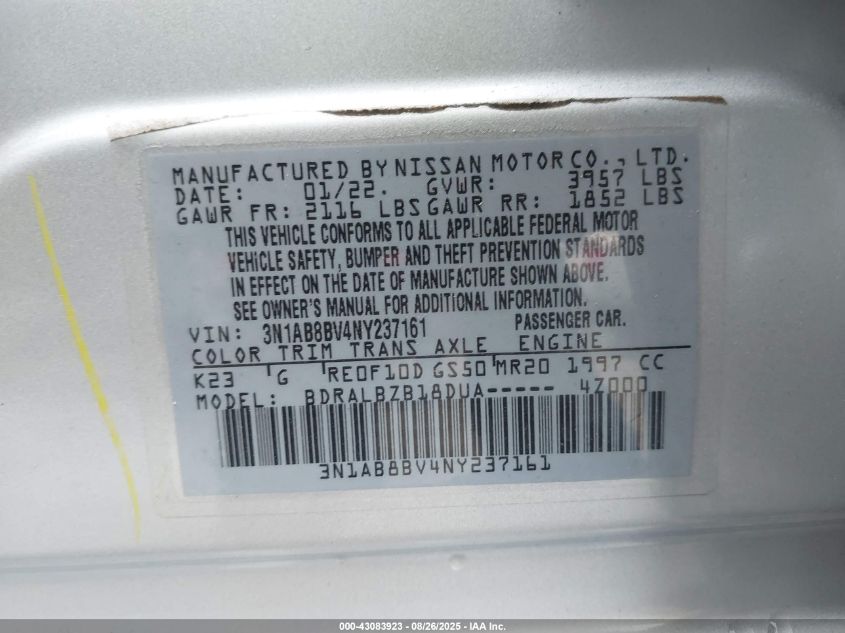 MANUFACTURED BY NISSAN MOTOR CO., LTD.
DATE: 01/22. GVWR: 3957 LBS
GAWR FR: 2116 LBS GAWR RR: 1852 LBS
THIS VEHICLE CONFORMS TO ALL APPLICABLE FEDERAL MOTOR
VEHICLE SAFETY, BUMPER AND THEFT PREVENTION STANDARDS
IN EFFECT ON THE DATE OF MANUFACTURE SHOWN ABOVE.
SEE OWNER'S MANUAL FOR ADDITIONAL INFORMATION.
VIN: 3N1AB8BV4NY237161 PASSENGER CAR.
COLOR TRIM TRANS AXLE ENGINE
K23 G RE0F10D GS50 MR20 1997 CC
MODEL: BDRALBZB18DUA----- 4Z000
3N1AB8BV4NY237161
000-43083923 - 08/26/2025 - IAA Inc.